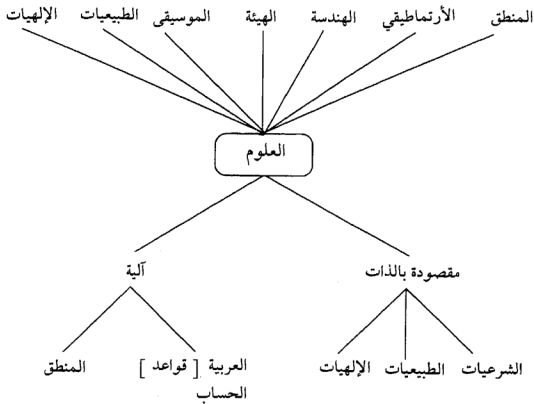 المنطق الأرتماطيقي الهندسة الهيئة الموسيقى الطبيعيات الإلهيات
العلوم
مقصودة بالذات آلية
الشرعيات الطبيعيات الإلهيات العربية [ قواعد ] المنطق
الحساب